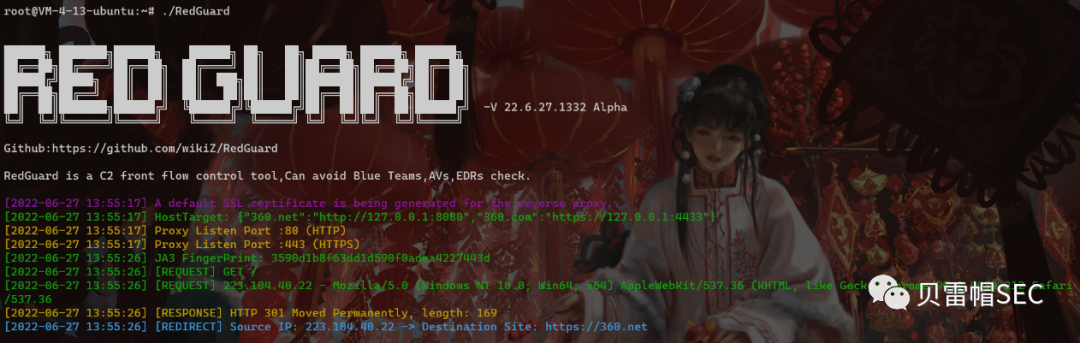 root@VM-4-13-ubuntu:~# ./RedGuard
RED GUARD
-V 22.6.27.1332 Alpha
Github:https://github.com/wikiZ/RedGuard
RedGuard is a C2 front flow control tool,Can avoid Blue Teams,AVs,EDRs check.
[2022-06-27 13:55:17] A default SSL certificate is being generated for the reverse proxy...
[2022-06-27 13:55:17] HostTarget: {"360.net":"http://127.0.0.1:8080","360.com":"https://127.0.0.1:4433"}
[2022-06-27 13:55:17] Proxy Listen Port :80 (HTTP)
[2022-06-27 13:55:17] Proxy Listen Port :443 (HTTPS)
[2022-06-27 13:55:26] JA3 FingerPrint:
[2022-06-27 13:55:26] [REQUEST] GET /
[2022-06-27 13:55:26] [REQUEST] 223.104.40.22 - Mozilla/5.0 (Windows NT 10.0; Win64; x64) AppleWebKit/537.36 (KHTML, like Safari
/537.36
[2022-06-27 13:55:26] [RESPONSE] HTTP 301 Moved Permanently, length: 169
[2022-06-27 13:55:26] [REDIRECT] Source IP: 223.104.40.22 -> Destination Site: https://360.net
贝雷帽SEC